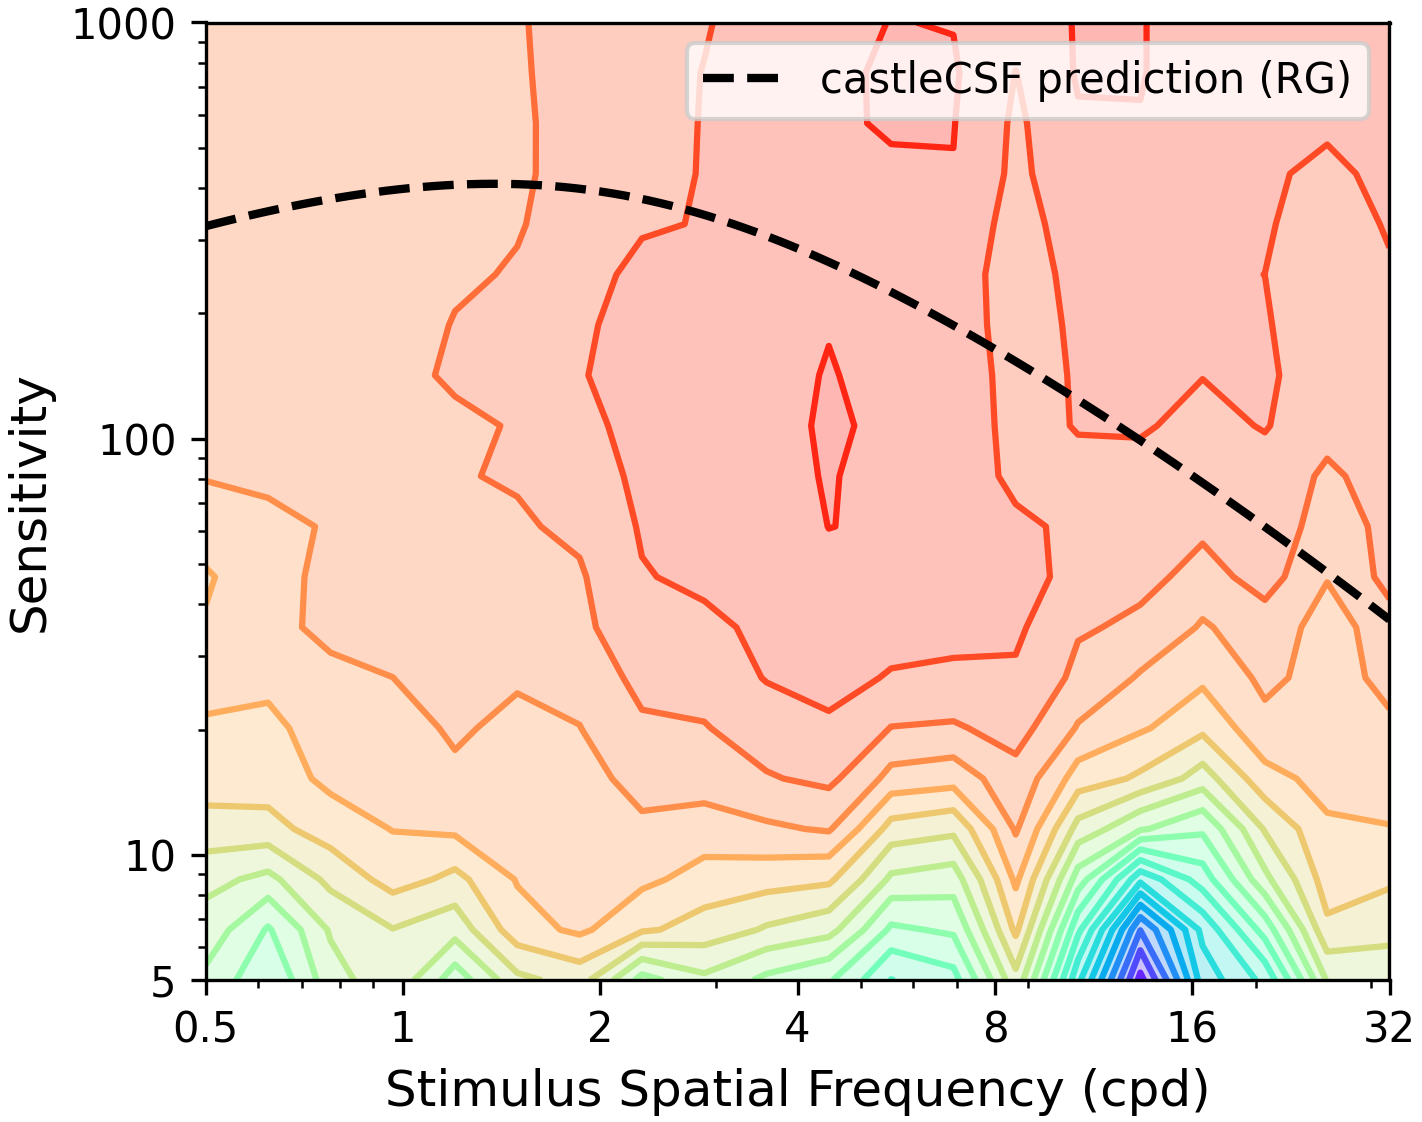 1000
castleCSF prediction (RG)
Sensitivity
100
10
5
0.5 1 2 4 8 16 32
Stimulus Spatial Frequency (cpd)